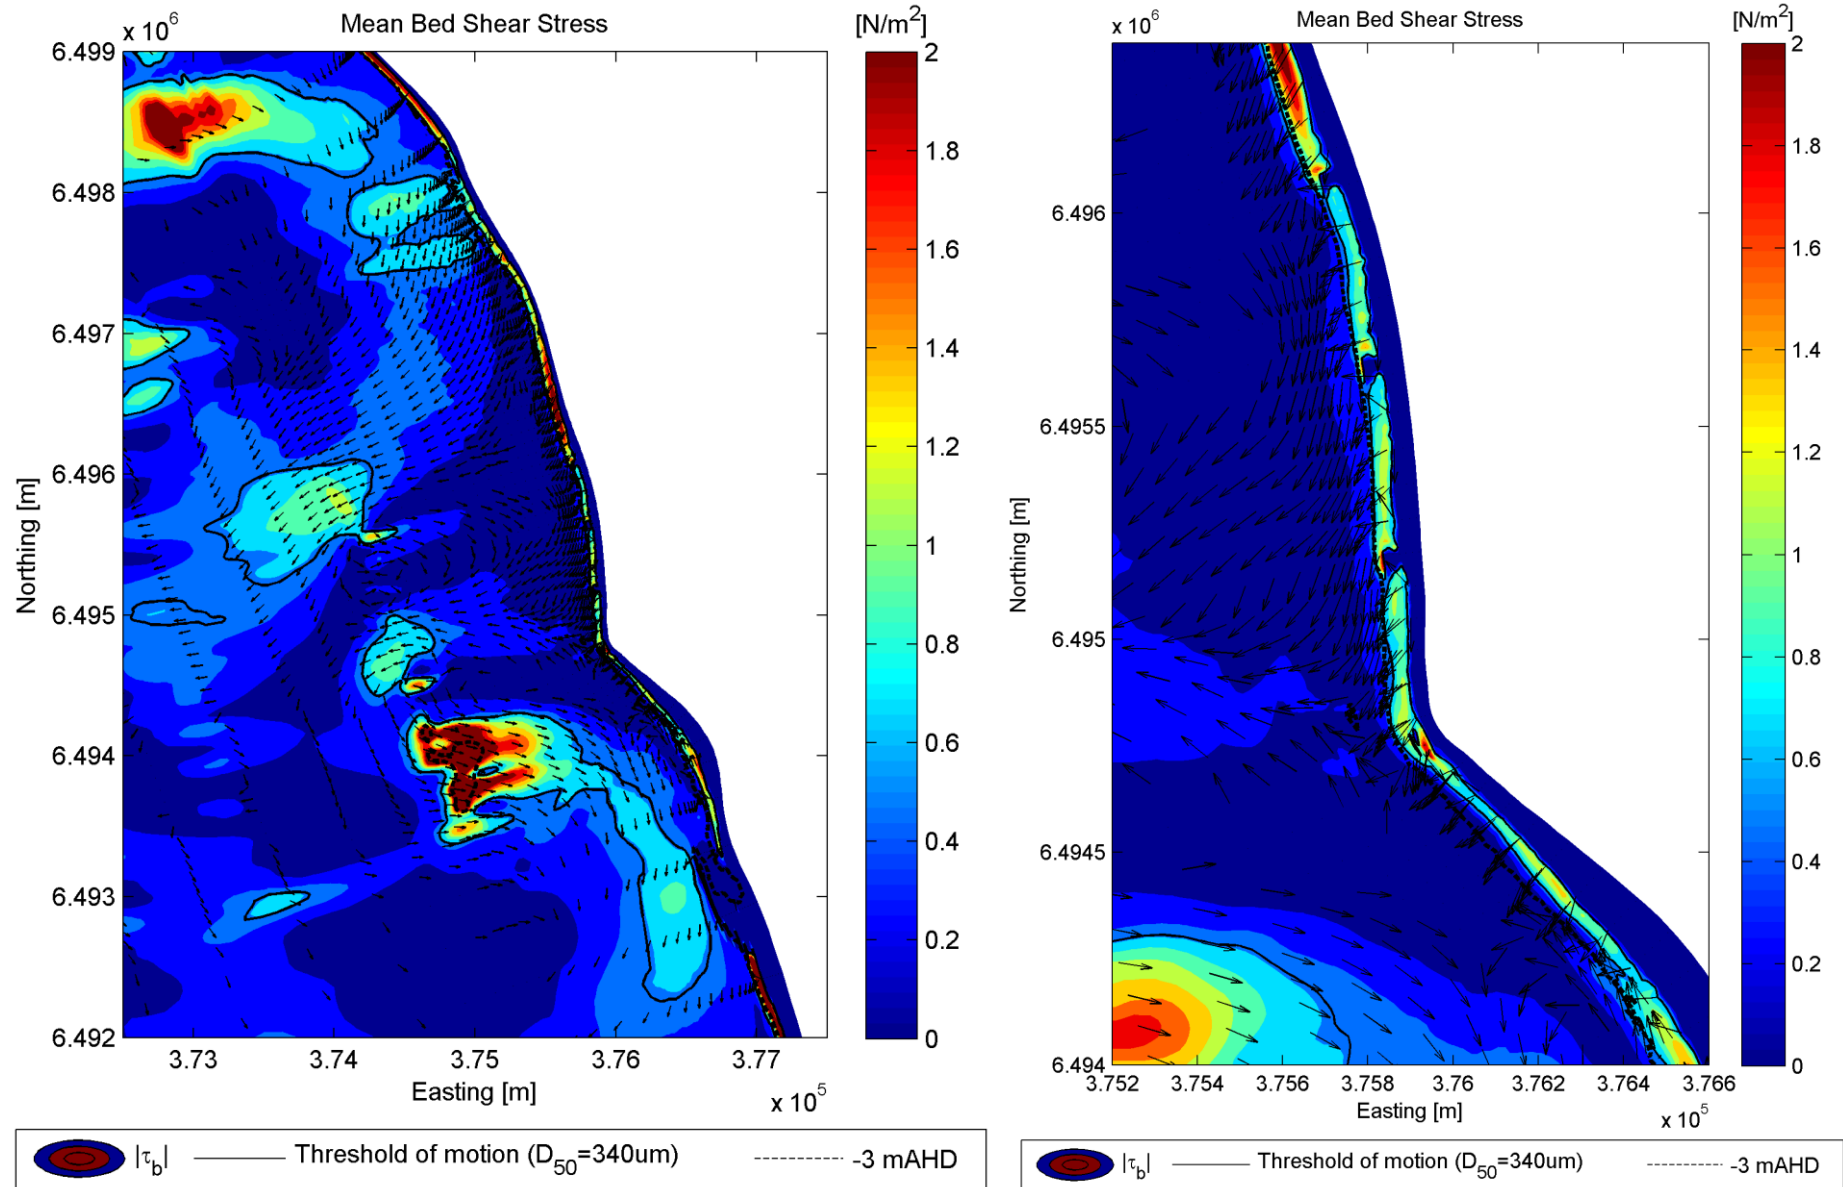 x 10^6
Mean Bed Shear Stress
[N/m^2]
6.499
6.498
6.497
6.496
6.495
6.494
6.493
6.492
Northing [m]
3.73
3.74
3.75
3.76
3.77
Easting [m]
x 10^5
2
1.8
1.6
1.4
1.2
1
0.8
0.6
0.4
0.2
0
|τ_b|
Threshold of motion (D_50=340um)
-3 mAHD
x 10^6
Mean Bed Shear Stress
[N/m^2]
6.496
6.4955
6.495
6.4945
6.494
Northing [m]
3.752
3.754
3.756
3.758
3.76
3.762
3.764
3.766
Easting [m]
x 10^5
2
1.8
1.6
1.4
1.2
1
0.8
0.6
0.4
0.2
0
|τ_b|
Threshold of motion (D_50=340um)
-3 mAHD